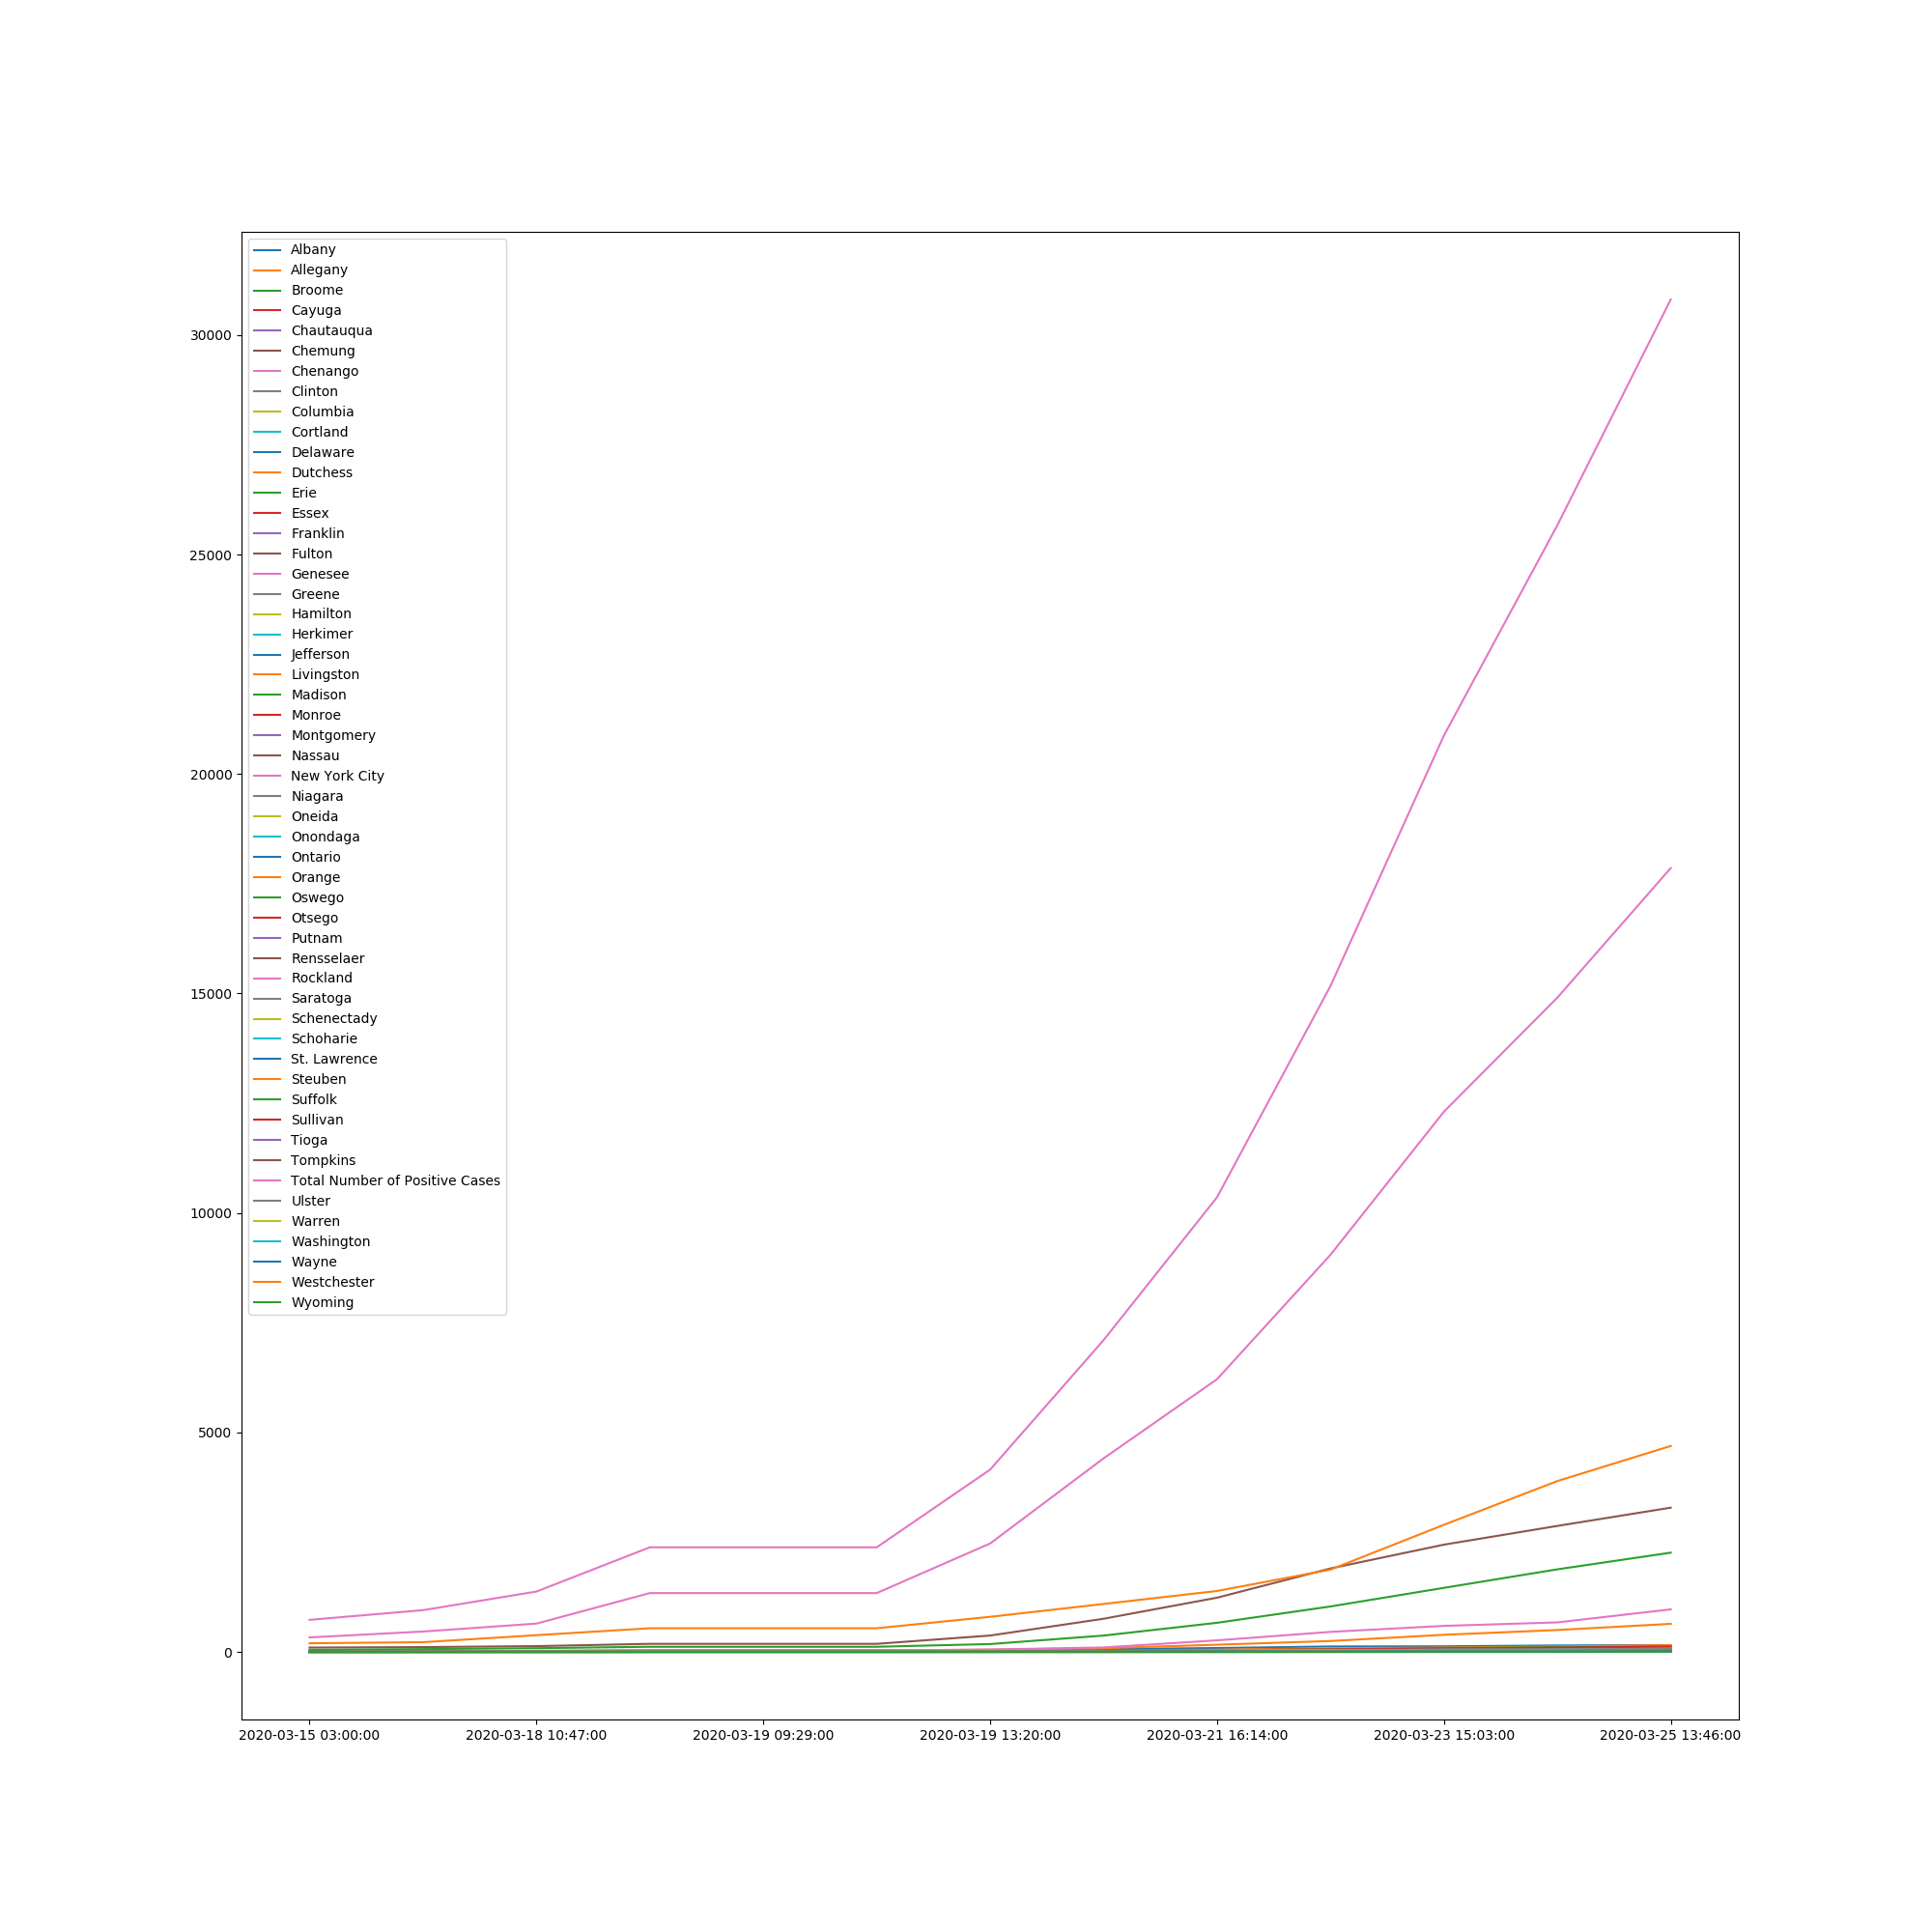 Albany
Allegany
Broome
Cayuga
Chautauqua
Chemung
Chenango
Clinton
Columbia
Cortland
Delaware
Dutchess
Erie
Essex
Franklin
Fulton
Genesee
Greene
Hamilton
Herkimer
Jefferson
Livingston
Madison
Monroe
Montgomery
Nassau
New York City
Niagara
Oneida
Onondaga
Ontario
Orange
Oswego
Otsego
Putnam
Rensselaer
Rockland
Saratoga
Schenectady
Schoharie
St. Lawrence
Steuben
Suffolk
Sullivan
Tioga
Tompkins
Total Number of Positive Cases
Ulster
Warren
Washington
Wayne
Westchester
Wyoming
30000
25000
20000
15000
10000
5000
0
2020-03-15 03:00:00 2020-03-18 10:47:00 2020-03-19 09:29:00 2020-03-19 13:20:00 2020-03-21 16:14:00 2020-03-23 15:03:00 2020-03-25 13:46:00